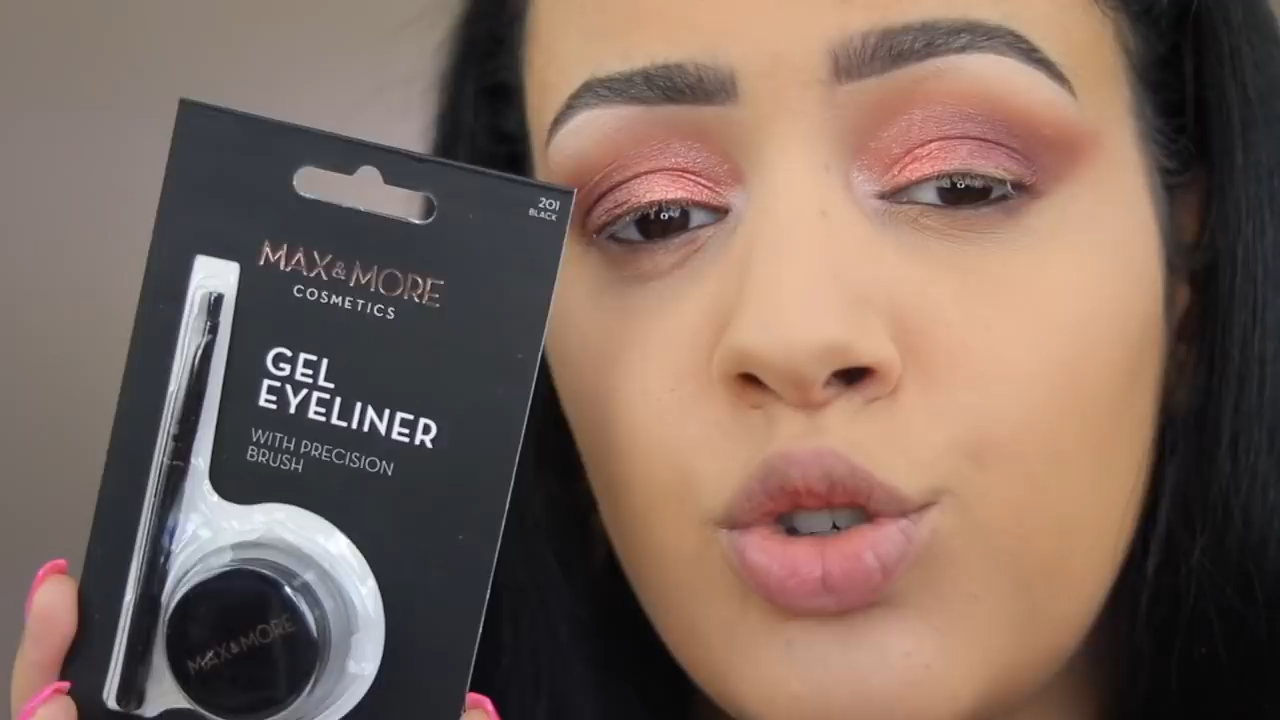 201
BLACK
MAX&MORE
COSMETICS
GEL
EYELINER
WITH PRECISION
BRUSH
MAX&MORE